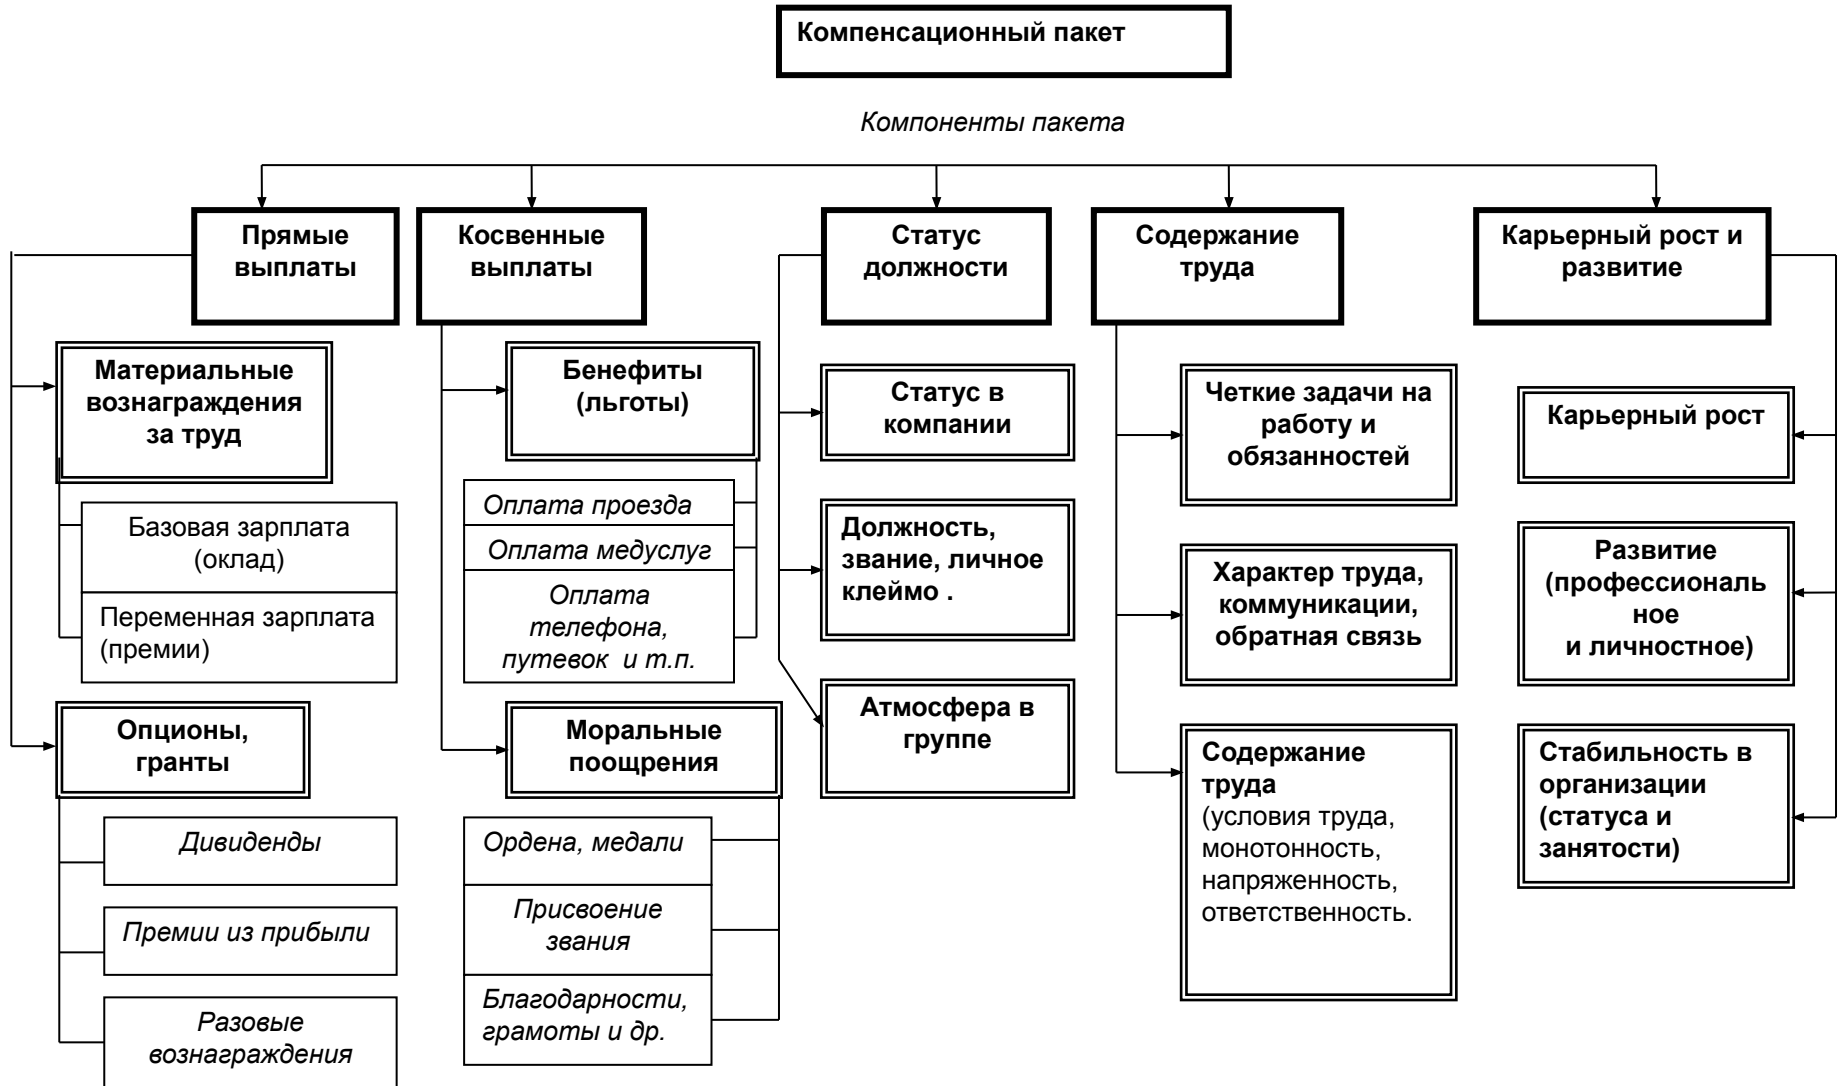 Компенсационный пакет
Компоненты пакета
Прямые
выплаты
Косвенные
выплаты
Статус
должности
Содержание
труда
Карьерный рост и
развитие
Материальные
вознаграждения
за труд
Базовая зарплата
(оклад)
Переменная зарплата
(премии)
Опционы,
гранты
Дивиденды
Премии из прибыли
Разовые
вознаграждения
Бенефиты
(льготы)
Оплата проезда
Оплата медуслуг
Оплата
телефона,
путевок и т.п.
Моральные
поощрения
Ордена, медали
Присвоение
звания
Благодарности,
грамоты и др.
Статус в
компании
Должность,
звание, личное
клеймо .
Атмосфера в
группе
Четкие задачи на
работу и
обязанностей
Характер труда,
коммуникации,
обратная связь
Содержание
труда
(условия труда,
монотонность,
напряженность,
ответственность.
Карьерный рост
Развитие
(профессиональ
ное
и личностное)
Стабильность в
организации
(статуса и
занятости)